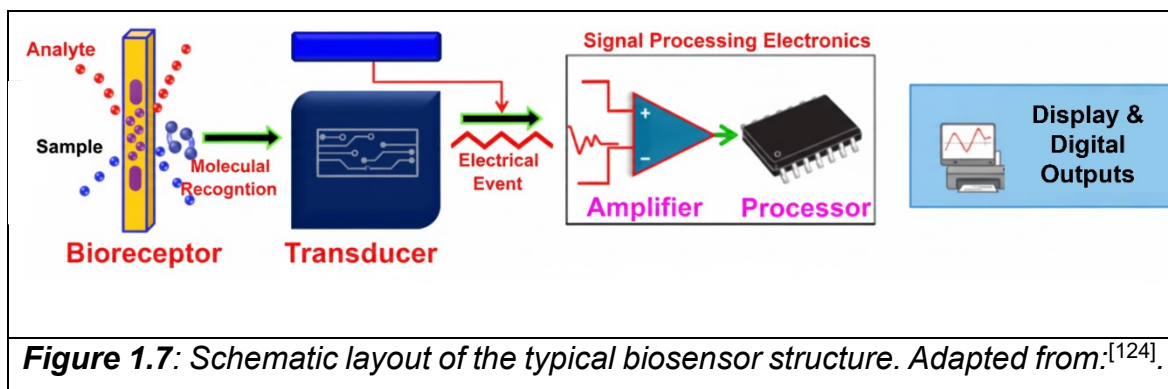 Analyte
Sample
Molecular
Recogntion
Bioreceptor
Transducer
Electrical
Event
Signal Processing Electronics
+
−
Amplifier
Processor
Display &
Digital
Outputs
Figure 1.7: Schematic layout of the typical biosensor structure. Adapted from:[124].